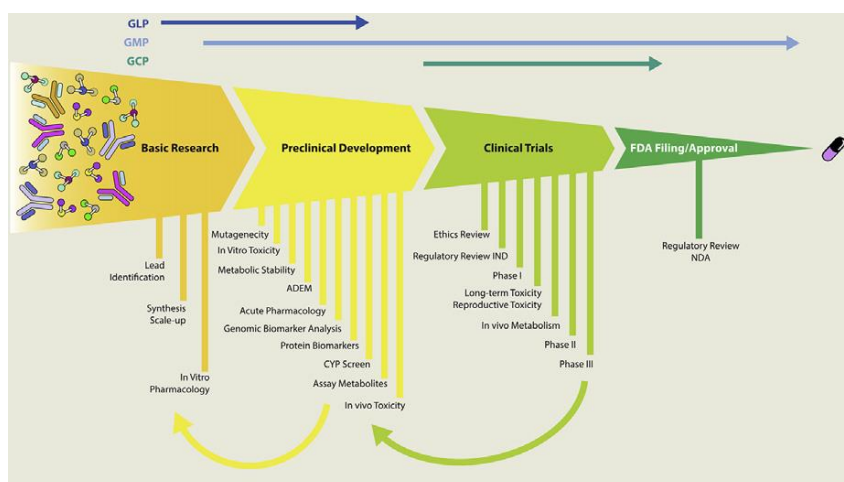 GLP
GMP
GCP
Basic Research
Preclinical Development
Clinical Trials
FDA Filing/Approval
Lead
Identification
Synthesis
Scale-up
In Vitro
Pharmacology
Mutagenecity
In Vitro Toxicity
Metabolic Stability
ADEM
Acute Pharmacology
Genomic Biomarker Analysis
Protein Biomarkers
CYP Screen
Assay Metabolites
In vivo Toxicity
Ethics Review
Regulatory Review IND
Phase I
Long-term Toxicity
Reproductive Toxicity
In vivo Metabolism
Phase II
Phase III
Regulatory Review
NDA